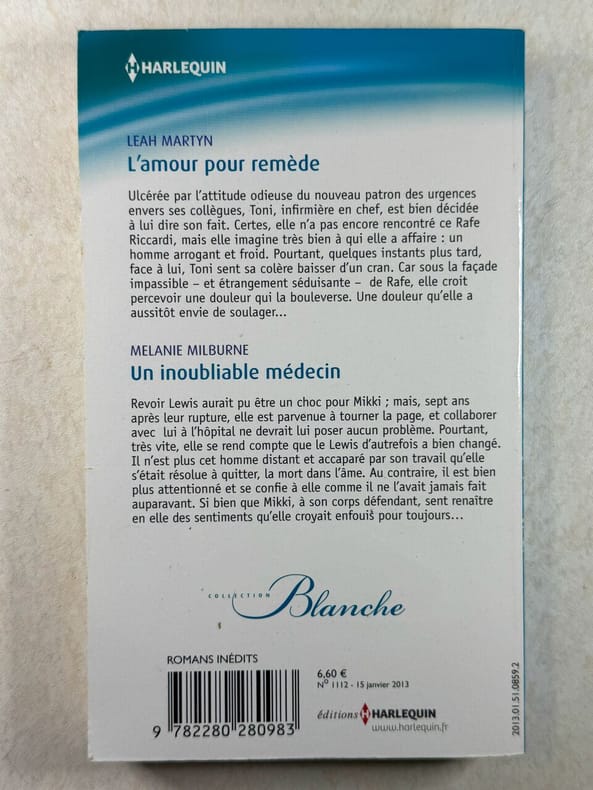 HARLEQUIN
LEAH MARTYN
L'amour pour remède
Ulcérée par l'attitude odieuse du nouveau patron des urgences
envers ses collègues, Toni, infirmière en chef, est bien décidée
à lui dire son fait. Certes, elle n'a pas encore rencontré ce Rafe
Riccardi, mais elle imagine très bien à qui elle a affaire : un
homme arrogant et froid. Pourtant, quelques instants plus tard,
face à lui, Toni sent sa colère baisser d'un cran. Car sous la façade
impassible – et étrangement séduisante – de Rafe, elle croit
percevoir une douleur qui la bouleverse. Une douleur qu'elle a
aussitôt envie de soulager...
MELANIE MILBURNE
Un inoubliable médecin
Revoir Lewis aurait pu être un choc pour Mikki ; mais, sept ans
après leur rupture, elle est parvenue à tourner la page, et collaborer
avec lui à l'hôpital ne devrait lui poser aucun problème. Pourtant,
très vite, elle se rend compte que le Lewis d'autrefois a bien changé.
Il n'est plus cet homme distant et accaparé par son travail qu'elle
s'était résolue à quitter, la mort dans l'âme. Au contraire, il est bien
plus attentionné et se confie à elle comme il ne l'avait jamais fait
auparavant. Si bien que Mikki, à son corps défendant, sent renaître
en elle des sentiments qu'elle croyait enfouis pour toujours...
COLLECTION Blanche
ROMANS INÉDITS
6,60 €
N° 1112 - 15 janvier 2013
9 782280 280983
éditions HARLEQUIN
www.harlequin.fr
2013.01.51.0859.2